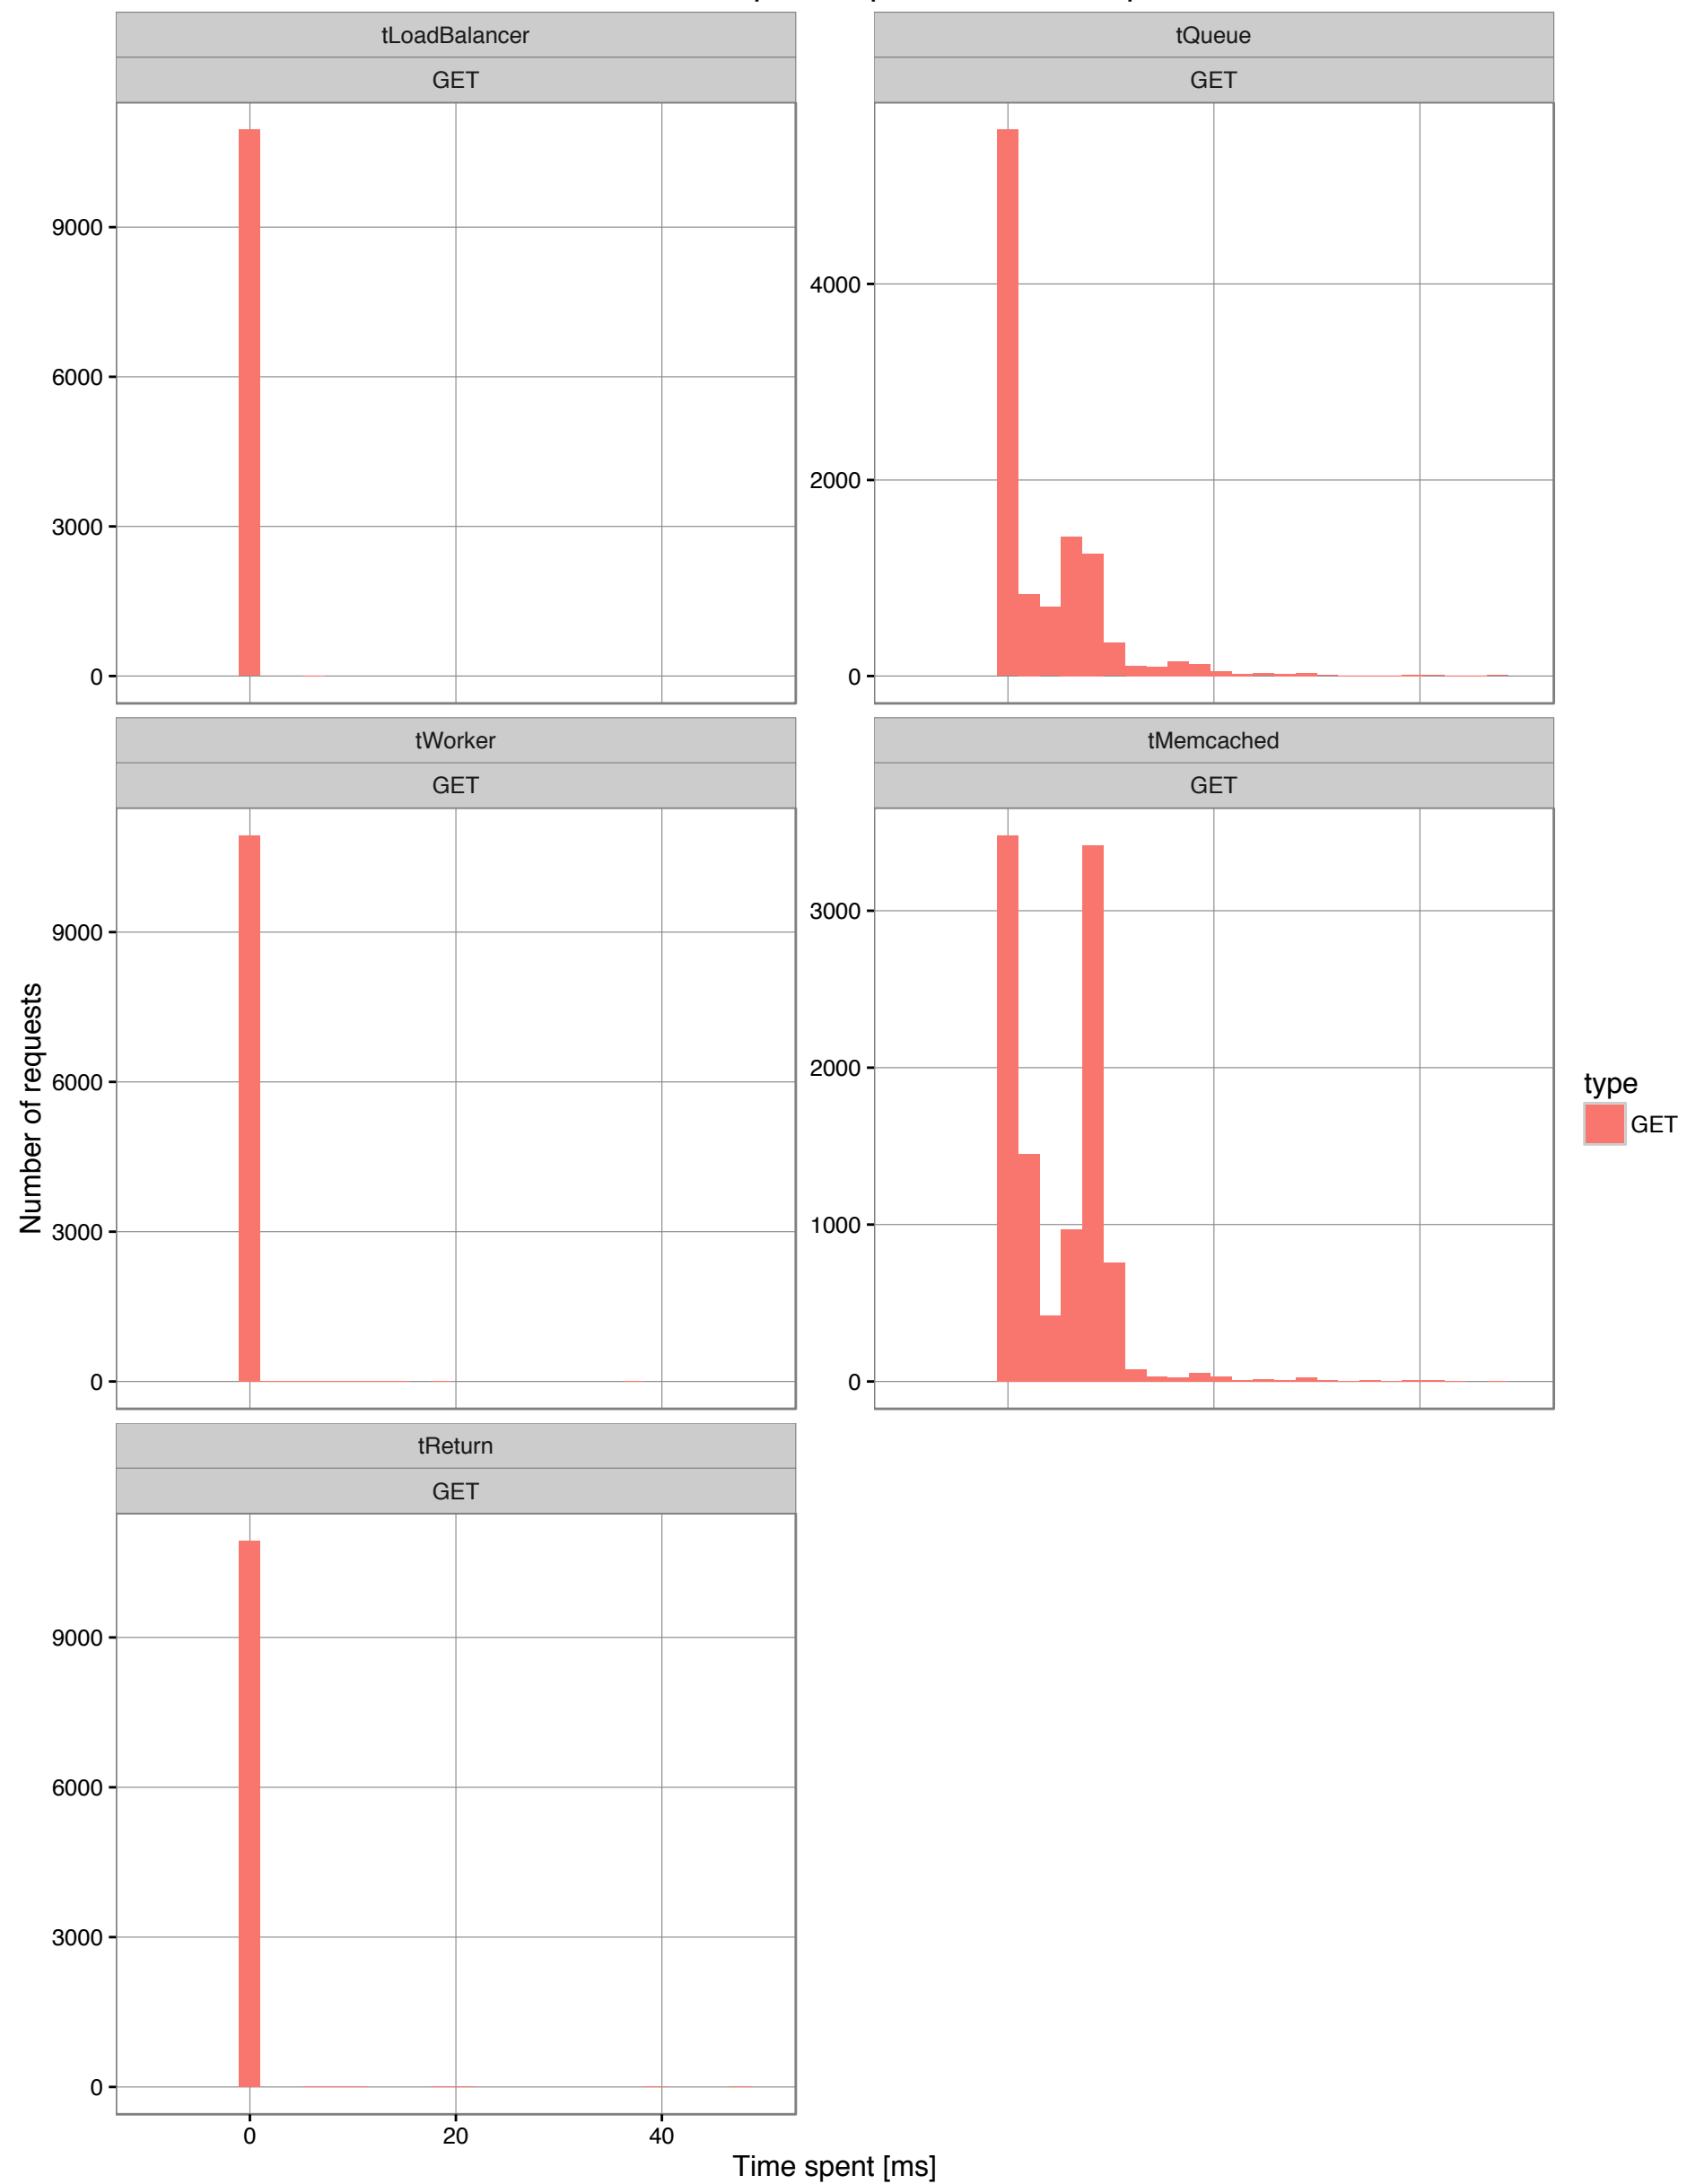 tLoadBalancer
GET
9000
6000
3000
0
tQueue
GET
4000
2000
0
tWorker
GET
9000
6000
3000
0
tMemcached
GET
3000
2000
1000
0
tReturn
GET
9000
6000
3000
0
0 20 40
Time spent [ms]
Number of requests
type
GET